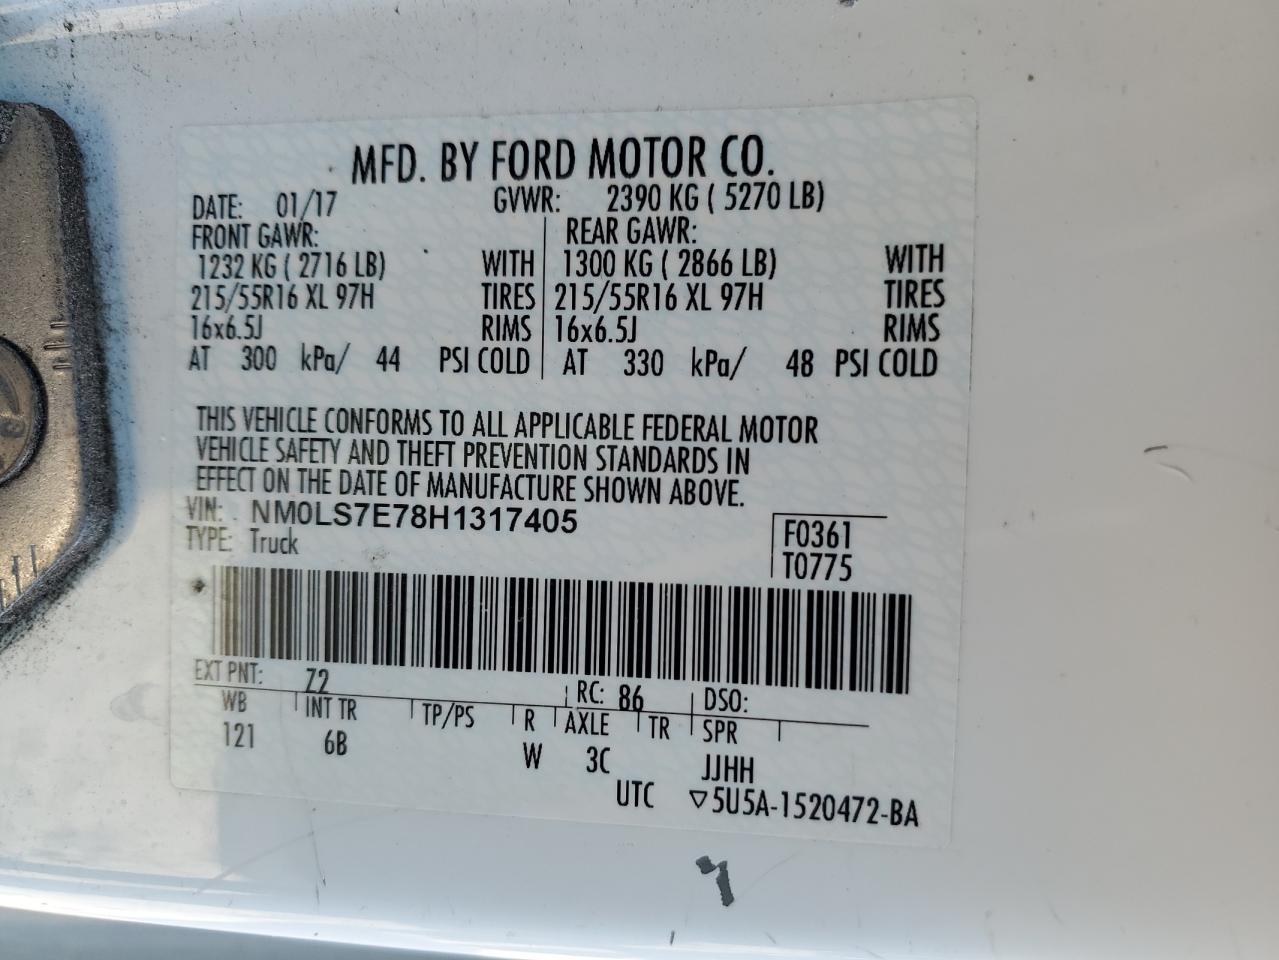 MFD. BY FORD MOTOR CO.
DATE: 01/17 GVWR: 2390 KG ( 5270 LB)
FRONT GAWR: REAR GAWR:
1232 KG ( 2716 LB) WITH 1300 KG ( 2866 LB) WITH
215/55R16 XL 97H TIRES 215/55R16 XL 97H TIRES
16x6.5J RIMS 16x6.5J RIMS
AT 300 kPa/ 44 PSI COLD AT 330 kPa/ 48 PSI COLD
THIS VEHICLE CONFORMS TO ALL APPLICABLE FEDERAL MOTOR
VEHICLE SAFETY AND THEFT PREVENTION STANDARDS IN
EFFECT ON THE DATE OF MANUFACTURE SHOWN ABOVE.
VIN: NM0LS7E78H1317405
TYPE: Truck
F0361
T0775
EXT PNT: Z2 RC: 86 DSO:
WB INT TR TP/PS R AXLE TR SPR
121 6B W 3C JJHH
UTC ▽5U5A-1520472-BA